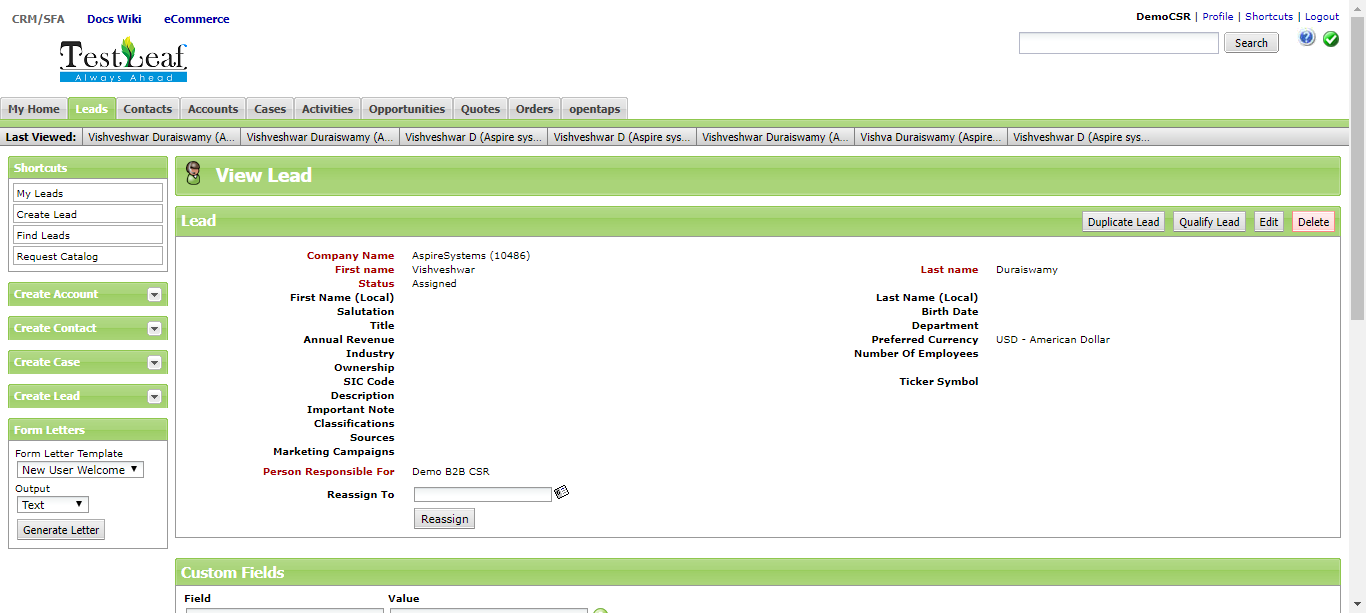 CRM/SFA Docs Wiki eCommerce
DemoCSR | Profile | Shortcuts | Logout
TestLeaf
Always Ahead
Search
My Home Leads Contacts Accounts Cases Activities Opportunities Quotes Orders opentaps
Last Viewed: Vishveshwar Duraiswamy (A... Vishveshwar Duraiswamy (A... Vishveshwar D (Aspire sys... Vishveshwar D (Aspire sys... Vishveshwar Duraiswamy (A... Vishva Duraiswamy (Aspire... Vishveshwar D (Aspire sys...
Shortcuts
My Leads
Create Lead
Find Leads
Request Catalog
Create Account
Create Contact
Create Case
Create Lead
Form Letters
Form Letter Template
New User Welcome
Output
Text
Generate Letter
View Lead
Lead
Duplicate Lead Qualify Lead Edit Delete
Company Name AspireSystems (10486)
First name Vishveshwar Last name Duraiswamy
Status Assigned
First Name (Local) Last Name (Local)
Salutation Birth Date
Title Department
Annual Revenue Preferred Currency USD - American Dollar
Industry Number Of Employees
Ownership
SIC Code Ticker Symbol
Description
Important Note
Classifications
Sources
Marketing Campaigns
Person Responsible For Demo B2B CSR
Reassign To
Reassign
Custom Fields
Field Value